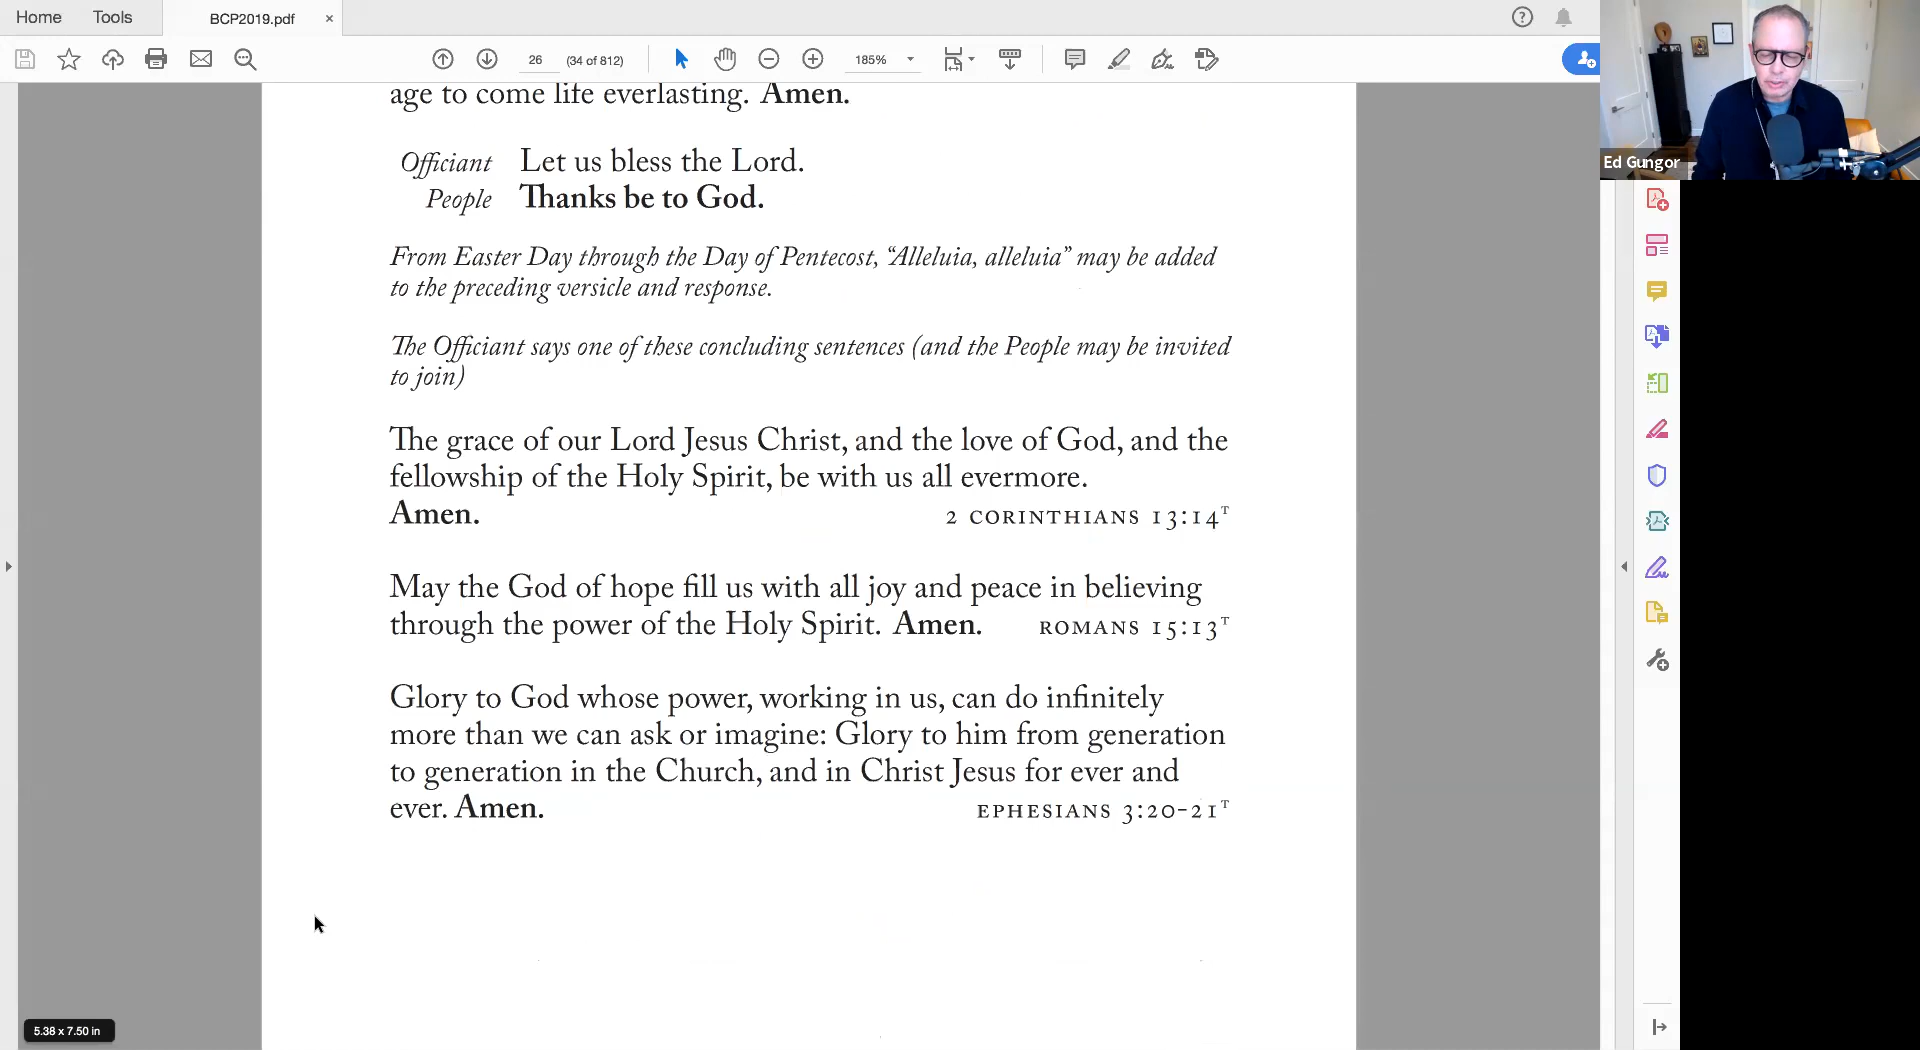 Home Tools BCP2019.pdf ×
26 (34 of 812) 185%
Ed Gungor
age to come life everlasting. Amen.
Officiant Let us bless the Lord.
People Thanks be to God.
From Easter Day through the Day of Pentecost, “Alleluia, alleluia” may be added
to the preceding versicle and response.
The Officiant says one of these concluding sentences (and the People may be invited
to join)
The grace of our Lord Jesus Christ, and the love of God, and the
fellowship of the Holy Spirit, be with us all evermore.
Amen. 2 CORINTHIANS 13:14ᵀ
May the God of hope fill us with all joy and peace in believing
through the power of the Holy Spirit. Amen. ROMANS 15:13ᵀ
Glory to God whose power, working in us, can do infinitely
more than we can ask or imagine: Glory to him from generation
to generation in the Church, and in Christ Jesus for ever and
ever. Amen. EPHESIANS 3:20–21ᵀ
5.38 x 7.50 in